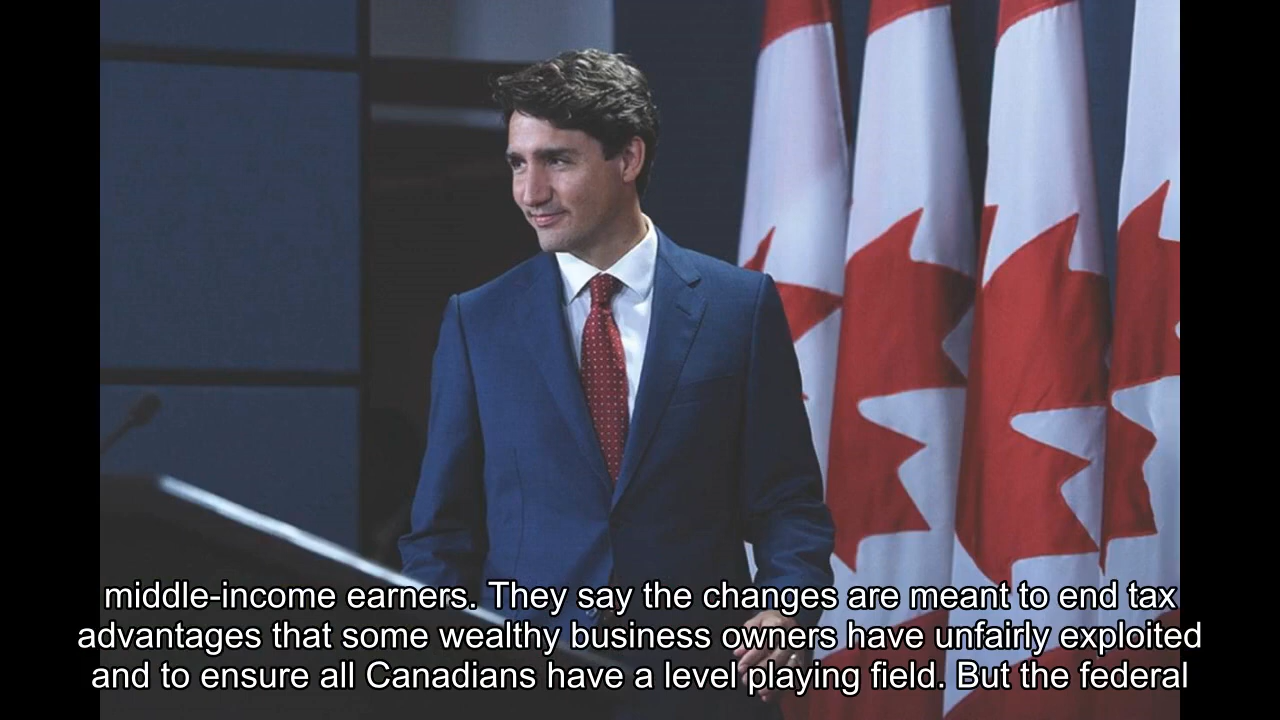 middle-income earners. They say the changes are meant to end tax
advantages that some wealthy business owners have unfairly exploited
and to ensure all Canadians have a level playing field. But the federal